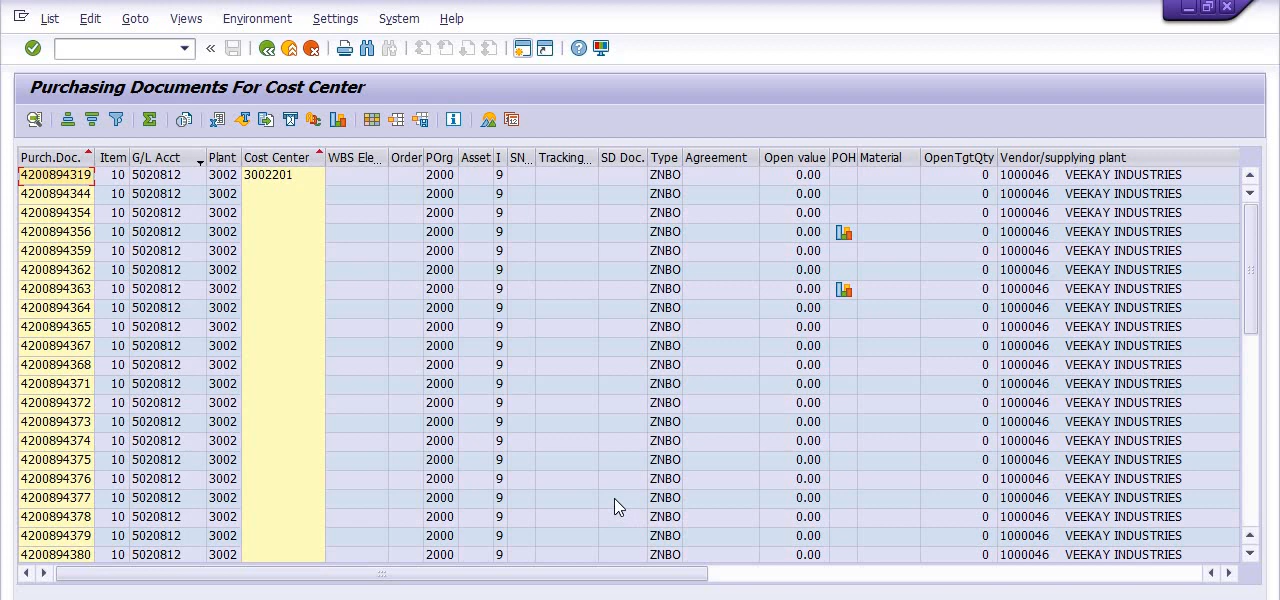 List Edit Goto Views Environment Settings System Help
Purchasing Documents For Cost Center
Purch.Doc. Item G/L Acct Plant Cost Center WBS Ele... Order POrg Asset I SN... Tracking... SD Doc. Type Agreement Open value POH Material OpenTgtQty Vendor/supplying plant
4200894319 10 5020812 3002 3002201 2000 9 ZNBO 0.00 0 1000046 VEEKAY INDUSTRIES
4200894344 10 5020812 3002 2000 9 ZNBO 0.00 0 1000046 VEEKAY INDUSTRIES
4200894354 10 5020812 3002 2000 9 ZNBO 0.00 0 1000046 VEEKAY INDUSTRIES
4200894356 10 5020812 3002 2000 9 ZNBO 0.00 0 1000046 VEEKAY INDUSTRIES
4200894359 10 5020812 3002 2000 9 ZNBO 0.00 0 1000046 VEEKAY INDUSTRIES
4200894362 10 5020812 3002 2000 9 ZNBO 0.00 0 1000046 VEEKAY INDUSTRIES
4200894363 10 5020812 3002 2000 9 ZNBO 0.00 0 1000046 VEEKAY INDUSTRIES
4200894364 10 5020812 3002 2000 9 ZNBO 0.00 0 1000046 VEEKAY INDUSTRIES
4200894365 10 5020812 3002 2000 9 ZNBO 0.00 0 1000046 VEEKAY INDUSTRIES
4200894367 10 5020812 3002 2000 9 ZNBO 0.00 0 1000046 VEEKAY INDUSTRIES
4200894368 10 5020812 3002 2000 9 ZNBO 0.00 0 1000046 VEEKAY INDUSTRIES
4200894371 10 5020812 3002 2000 9 ZNBO 0.00 0 1000046 VEEKAY INDUSTRIES
4200894372 10 5020812 3002 2000 9 ZNBO 0.00 0 1000046 VEEKAY INDUSTRIES
4200894373 10 5020812 3002 2000 9 ZNBO 0.00 0 1000046 VEEKAY INDUSTRIES
4200894374 10 5020812 3002 2000 9 ZNBO 0.00 0 1000046 VEEKAY INDUSTRIES
4200894375 10 5020812 3002 2000 9 ZNBO 0.00 0 1000046 VEEKAY INDUSTRIES
4200894376 10 5020812 3002 2000 9 ZNBO 0.00 0 1000046 VEEKAY INDUSTRIES
4200894377 10 5020812 3002 2000 9 ZNBO 0.00 0 1000046 VEEKAY INDUSTRIES
4200894378 10 5020812 3002 2000 9 ZNBO 0.00 0 1000046 VEEKAY INDUSTRIES
4200894379 10 5020812 3002 2000 9 ZNBO 0.00 0 1000046 VEEKAY INDUSTRIES
4200894380 10 5020812 3002 2000 9 ZNBO 0.00 0 1000046 VEEKAY INDUSTRIES